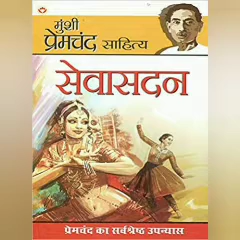 मुंशी
प्रेमचंद साहित्य
सेवासदन
प्रेमचंद का सर्वश्रेष्ठ उपन्यास